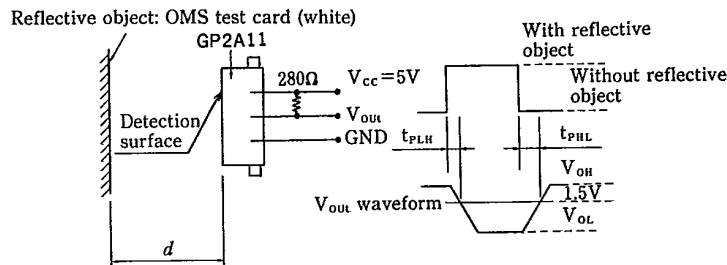 Reflective object: OMS test card (white)
GP2A11
280Ω
Vcc=5V
VOUt
GND
Detection
surface
d
With reflective
object
Without reflective
object
tPLH
tPHL
VOH
1.5V
VOUt waveform
VOL